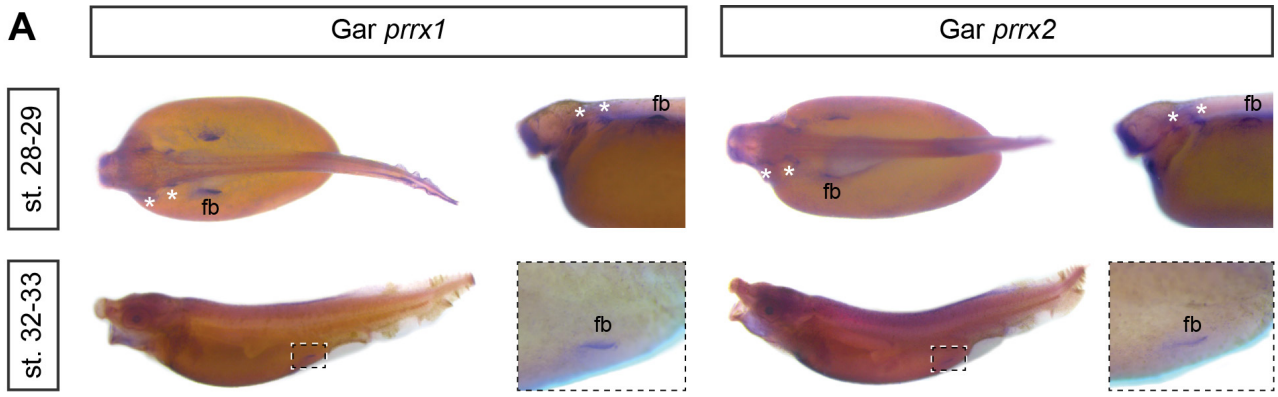 A
Gar prrx1
Gar prrx2
st. 28-29
* *
fb
* *
fb
* *
fb
* *
fb
st. 32-33
fb
fb